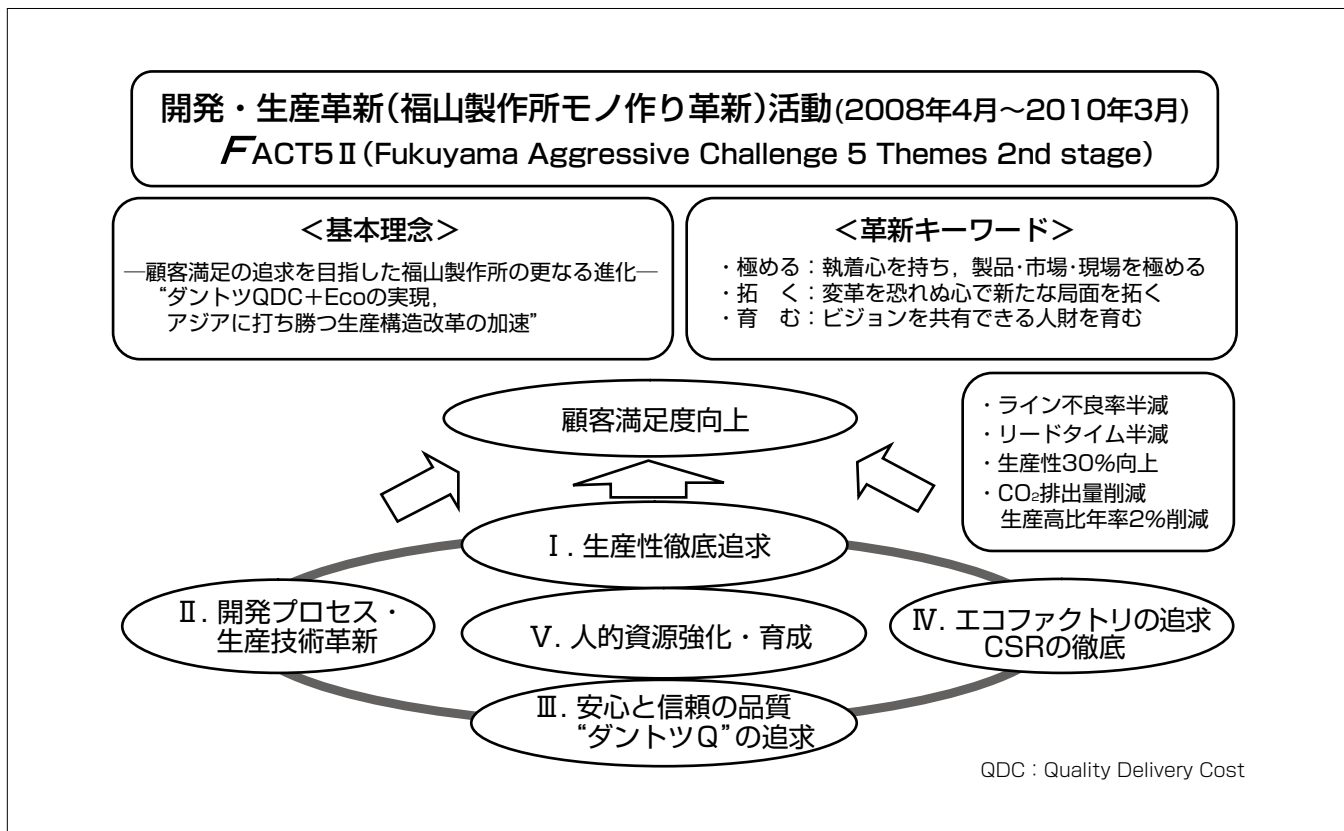 開発・生産革新(福山製作所モノ作り革新)活動(2008年4月～2010年3月)
FACT5Ⅱ(Fukuyama Aggressive Challenge 5 Themes 2nd stage)
＜基本理念＞
―顧客満足の追求を目指した福山製作所の更なる進化―
“ダントツQDC＋Ecoの実現，
アジアに打ち勝つ生産構造改革の加速”
＜革新キーワード＞
・極める：執着心を持ち，製品・市場・現場を極める
・拓　く：変革を恐れぬ心で新たな局面を拓く
・育　む：ビジョンを共有できる人財を育む
顧客満足度向上
・ライン不良率半減
・リードタイム半減
・生産性30％向上
・CO₂排出量削減
生産高比年率2％削減
Ⅰ．生産性徹底追求
Ⅱ．開発プロセス・
生産技術革新
Ⅴ．人的資源強化・育成
Ⅳ．エコファクトリの追求
CSRの徹底
Ⅲ．安心と信頼の品質
“ダントツQ”の追求
QDC：Quality Delivery Cost